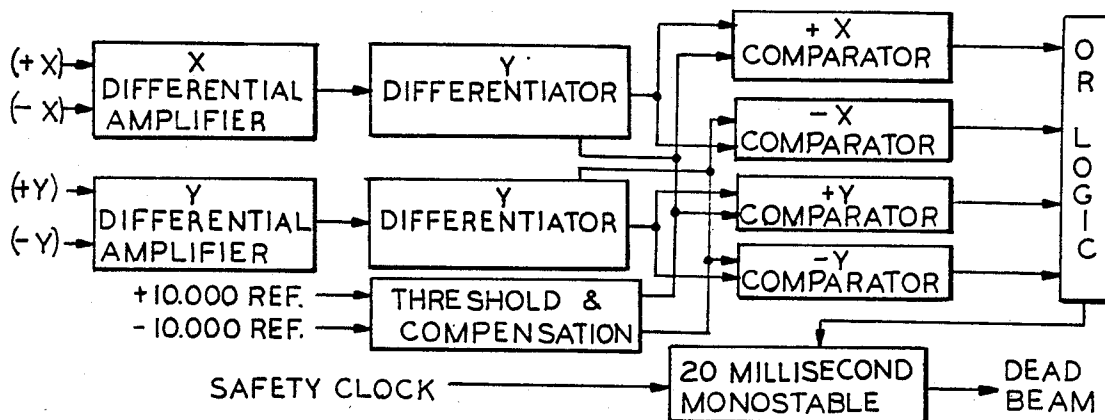 (+ X)
(- X)
X
DIFFERENTIAL
AMPLIFIER
Y
DIFFERENTIATOR
+ X
COMPARATOR
- X
COMPARATOR
OR LOGIC
(+Y)
(-Y)
Y
DIFFERENTIAL
AMPLIFIER
Y
DIFFERENTIATOR
+Y
COMPARATOR
-Y
COMPARATOR
+10.000 REF.
-10.000 REF.
THRESHOLD &
COMPENSATION
SAFETY CLOCK
20 MILLISECOND
MONOSTABLE
DEAD
BEAM